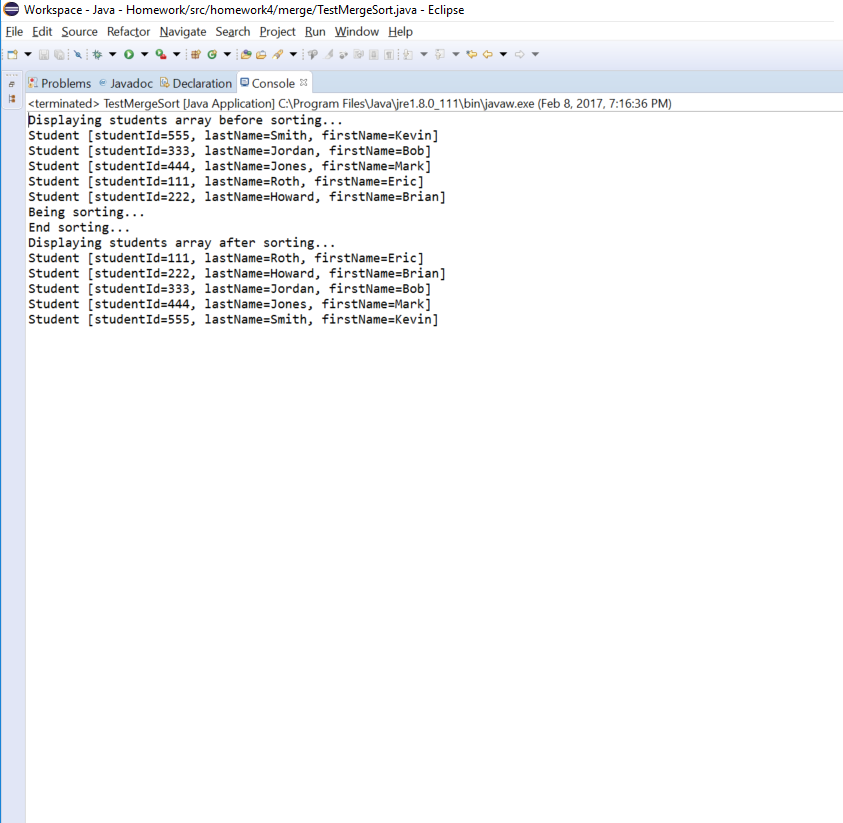 Workspace - Java - Homework/src/homework4/merge/TestMergeSort.java - Eclipse
File Edit Source Refactor Navigate Search Project Run Window Help
Problems Javadoc Declaration Console
<terminated> TestMergeSort [Java Application] C:\Program Files\Java\jre1.8.0_111\bin\javaw.exe (Feb 8, 2017, 7:16:36 PM)
Displaying students array before sorting...
Student [studentId=555, lastName=Smith, firstName=Kevin]
Student [studentId=333, lastName=Jordan, firstName=Bob]
Student [studentId=444, lastName=Jones, firstName=Mark]
Student [studentId=111, lastName=Roth, firstName=Eric]
Student [studentId=222, lastName=Howard, firstName=Brian]
Being sorting...
End sorting...
Displaying students array after sorting...
Student [studentId=111, lastName=Roth, firstName=Eric]
Student [studentId=222, lastName=Howard, firstName=Brian]
Student [studentId=333, lastName=Jordan, firstName=Bob]
Student [studentId=444, lastName=Jones, firstName=Mark]
Student [studentId=555, lastName=Smith, firstName=Kevin]